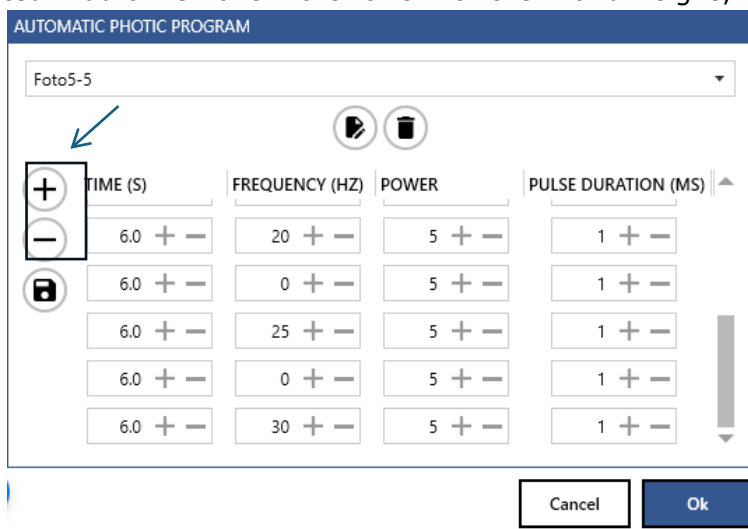 AUTOMATIC PHOTIC PROGRAM
Foto5-5
TIME (S) FREQUENCY (HZ) POWER PULSE DURATION (MS)
6.0 20 5 1
6.0 0 5 1
6.0 25 5 1
6.0 0 5 1
6.0 30 5 1
Cancel Ok